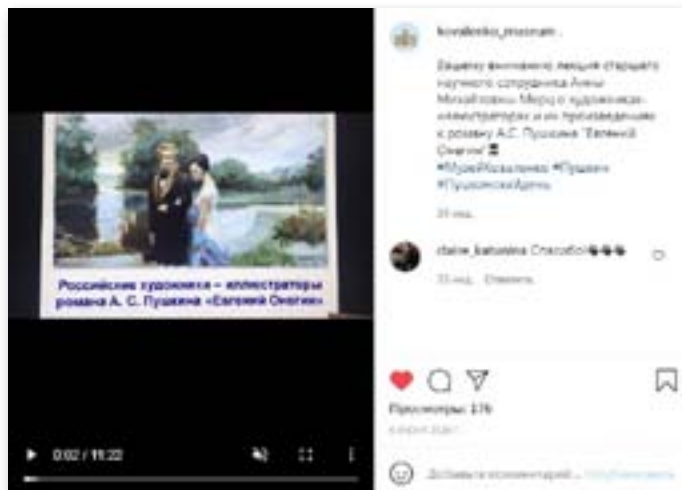 Российские художники – иллюстраторы
романа А. С. Пушкина «Евгений Онегин»
0:02 / 11:22
kovalenko_museum
Вашему вниманию лекция старшего
научного сотрудника Анны
Михайловны Мерц о художниках-
иллюстраторах и их произведениях
к роману А.С. Пушкина "Евгений
Онегин"
#МузейКоваленко #Пушкин
#ПушкинскийДень
claire_katunina Спасибо!
Ответить
Просмотры: 176
Добавьте комментарий...